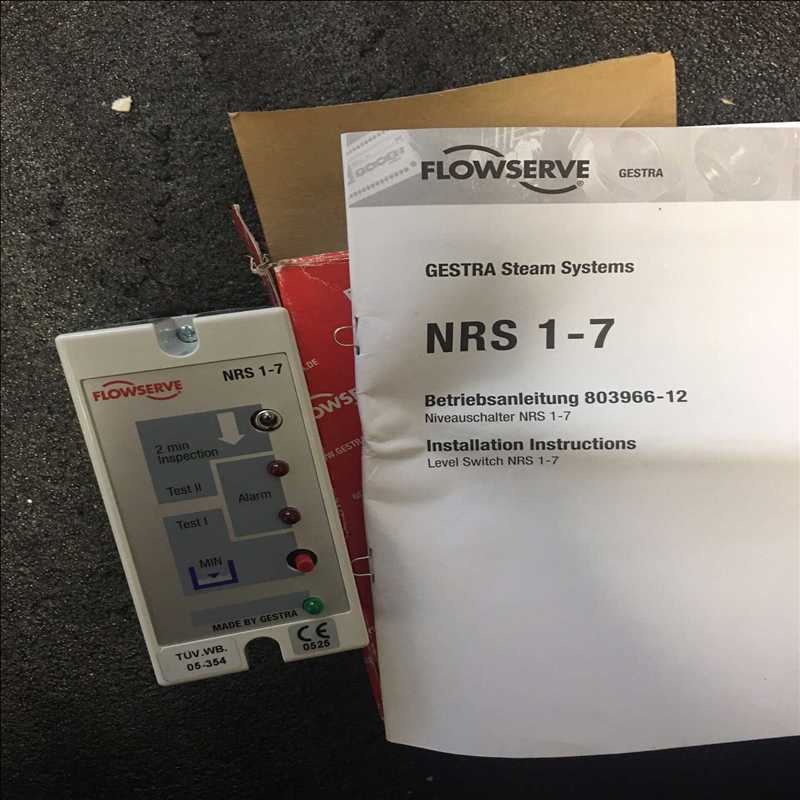 FLOWSERVE
GESTRA
GESTRA Steam Systems
NRS 1-7
Betriebsanleitung 803966-12
Niveauschalter NRS 1-7
Installation Instructions
Level Switch NRS 1-7
FLOWSERVE
NRS 1-7
2 min
Inspection
Test II
Alarm
Test I
MIN
MADE BY GESTRA
TÜV.WB.
05-354
CE
0525